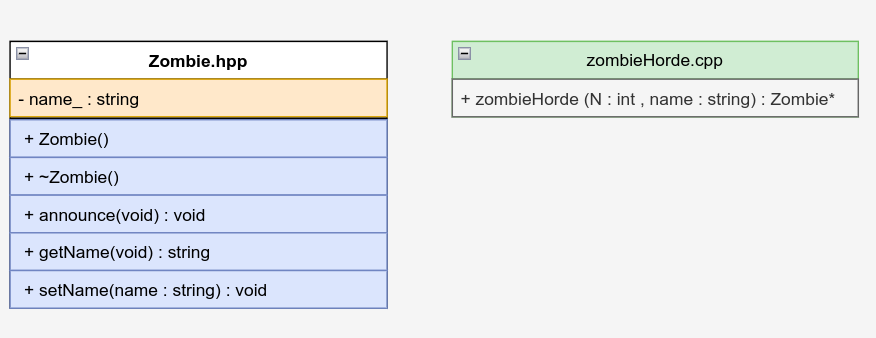 Zombie.hpp
- name_ : string
+ Zombie()
+ ~Zombie()
+ announce(void) : void
+ getName(void) : string
+ setName(name : string) : void
zombieHorde.cpp
+ zombieHorde (N : int , name : string) : Zombie*